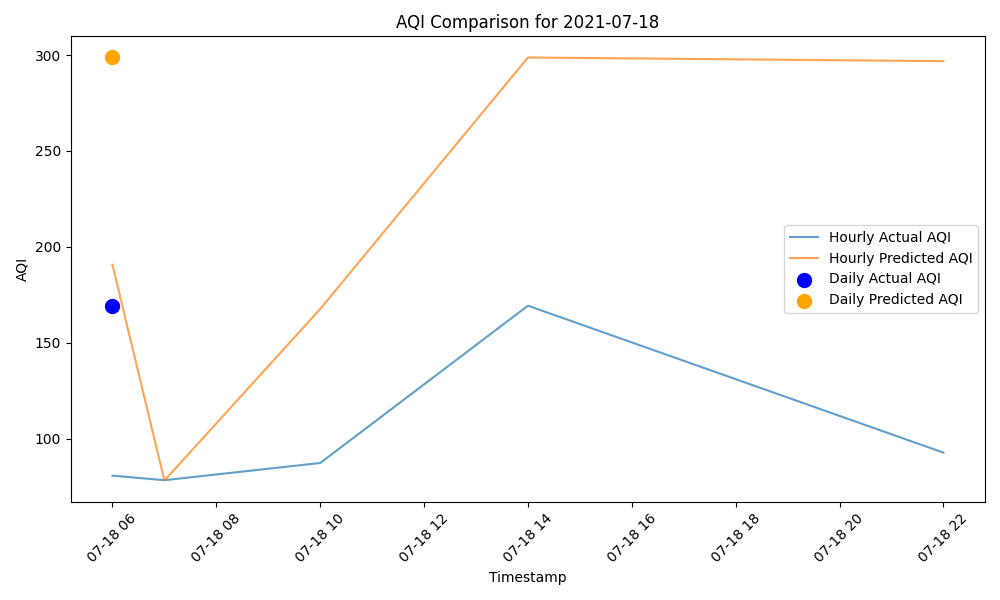 AQI Comparison for 2021-07-18
AQI
300
250
200
150
100
Hourly Actual AQI
Hourly Predicted AQI
Daily Actual AQI
Daily Predicted AQI
07-18 06
07-18 08
07-18 10
07-18 12
07-18 14
07-18 16
07-18 18
07-18 20
07-18 22
Timestamp